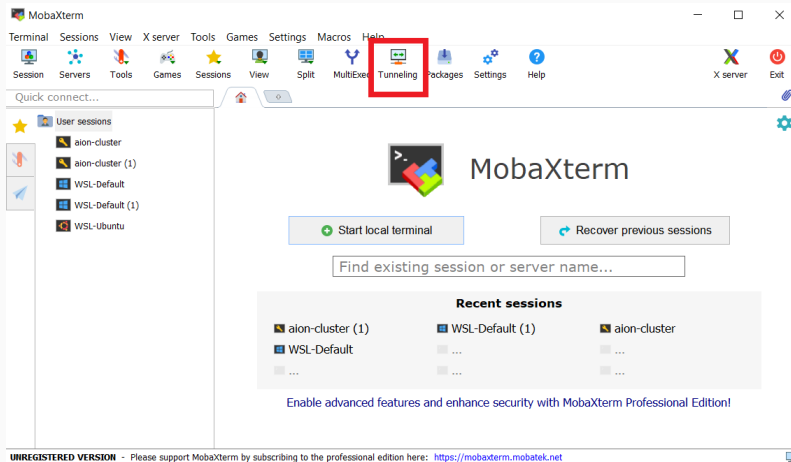 MobaXterm
Terminal Sessions View X server Tools Games Settings Macros Help
Session Servers Tools Games Sessions View Split MultiExec Tunneling Packages Settings Help X server Exit
Quick connect...
User sessions
aion-cluster
aion-cluster (1)
WSL-Default
WSL-Default (1)
WSL-Ubuntu
>_
MobaXterm
Start local terminal Recover previous sessions
Find existing session or server name...
Recent sessions
aion-cluster (1) WSL-Default (1) aion-cluster
WSL-Default ... ...
... ... ...
Enable advanced features and enhance security with MobaXterm Professional Edition!
UNREGISTERED VERSION - Please support MobaXterm by subscribing to the professional edition here: https://mobaxterm.mobatek.net